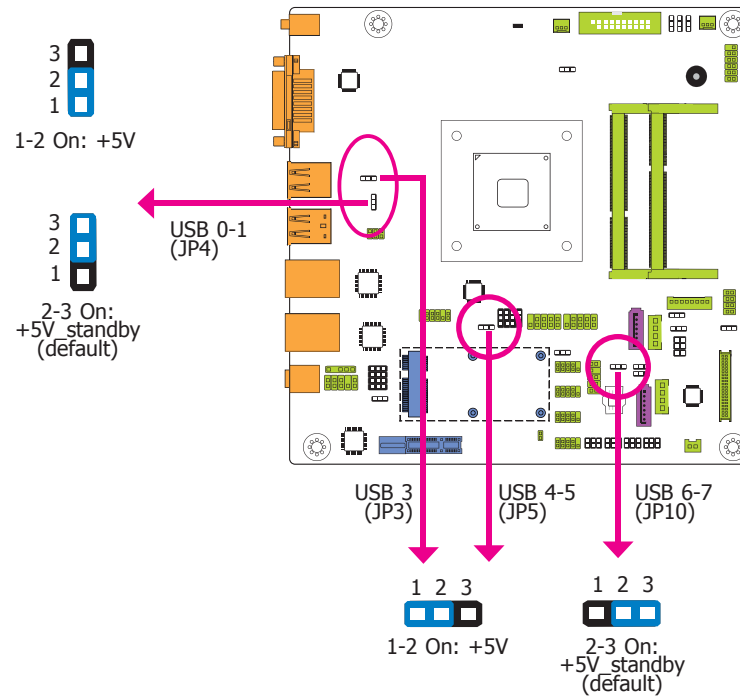 3
2
1
1-2 On: +5V
USB 0-1
(JP4)
3
2
1
2-3 On:
+5V_standby
(default)
USB 3
(JP3)
USB 4-5
(JP5)
USB 6-7
(JP10)
1 2 3
1-2 On: +5V
1 2 3
2-3 On:
+5V_standby
(default)